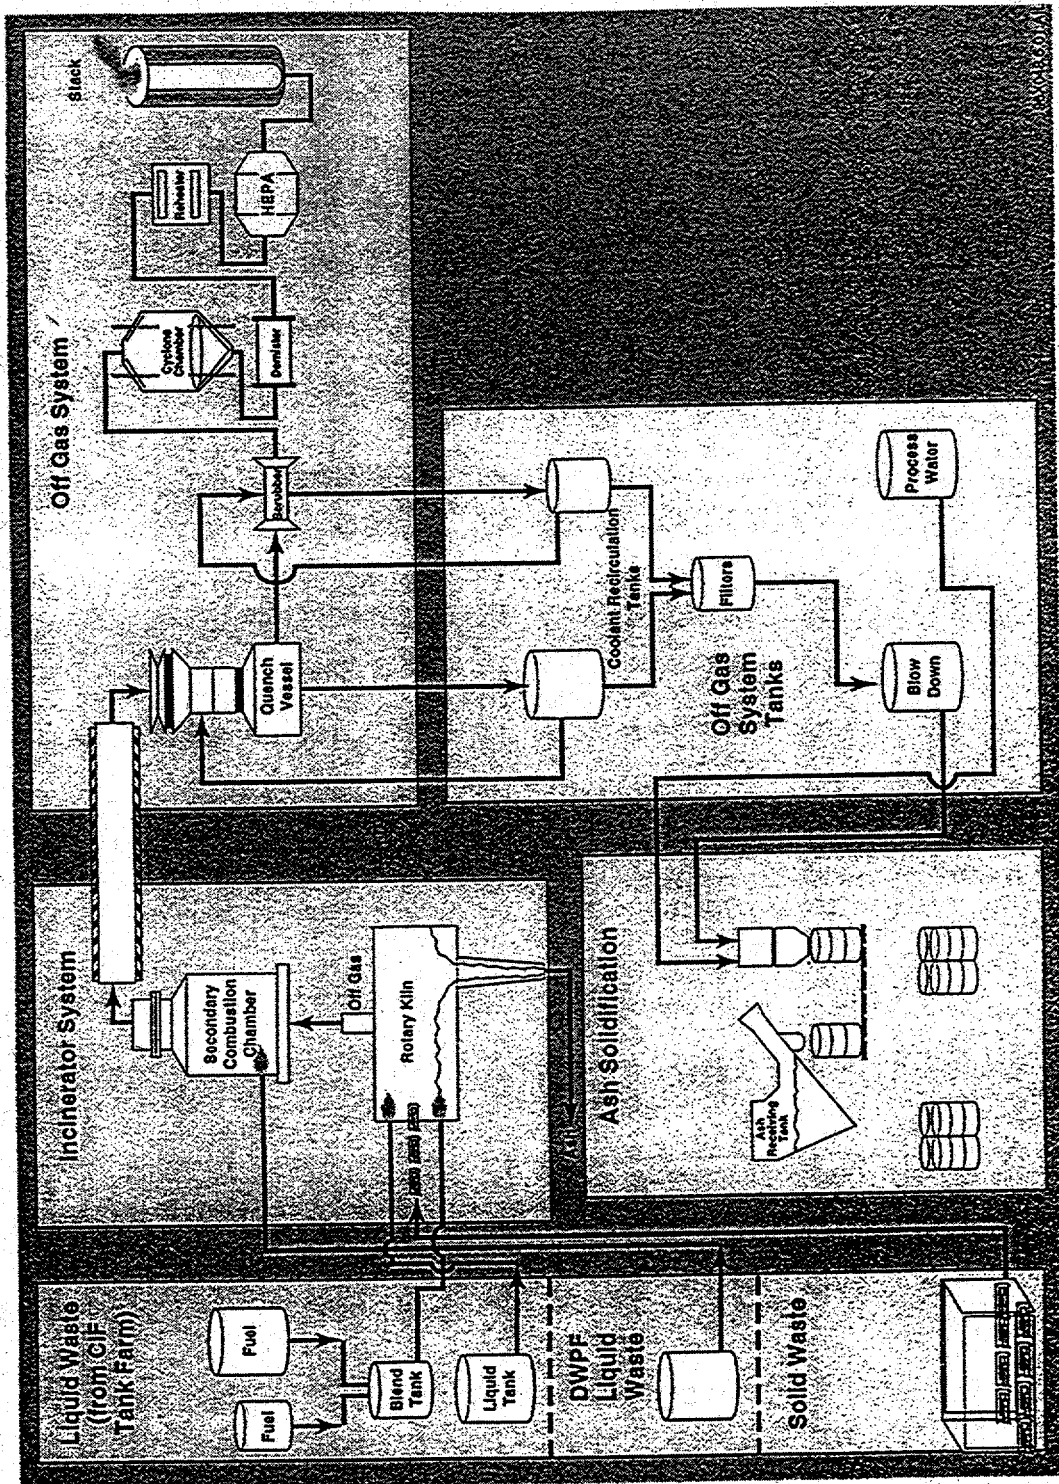 Liquid Waste
(from CIF
Tank Farm))
Fuel
Fuel
Blend
Tank
Liquid
Tank
DWPF
Liquid
Waste
Solid Waste
Incinerator System
Secondary
Combustion
Chamber
Off Gas
Rotary Kiln
Ash
Ash Solidification
Ash
Receiving
Tank
Off Gas System
Quench
Vessel
Scrubber
Cyclone
Chamber
Demister
Reheater
HEPA
Stack
Coolant Recirculation
Tanks
Filters
Off Gas
System
Tanks
Blow
Down
Process
Water